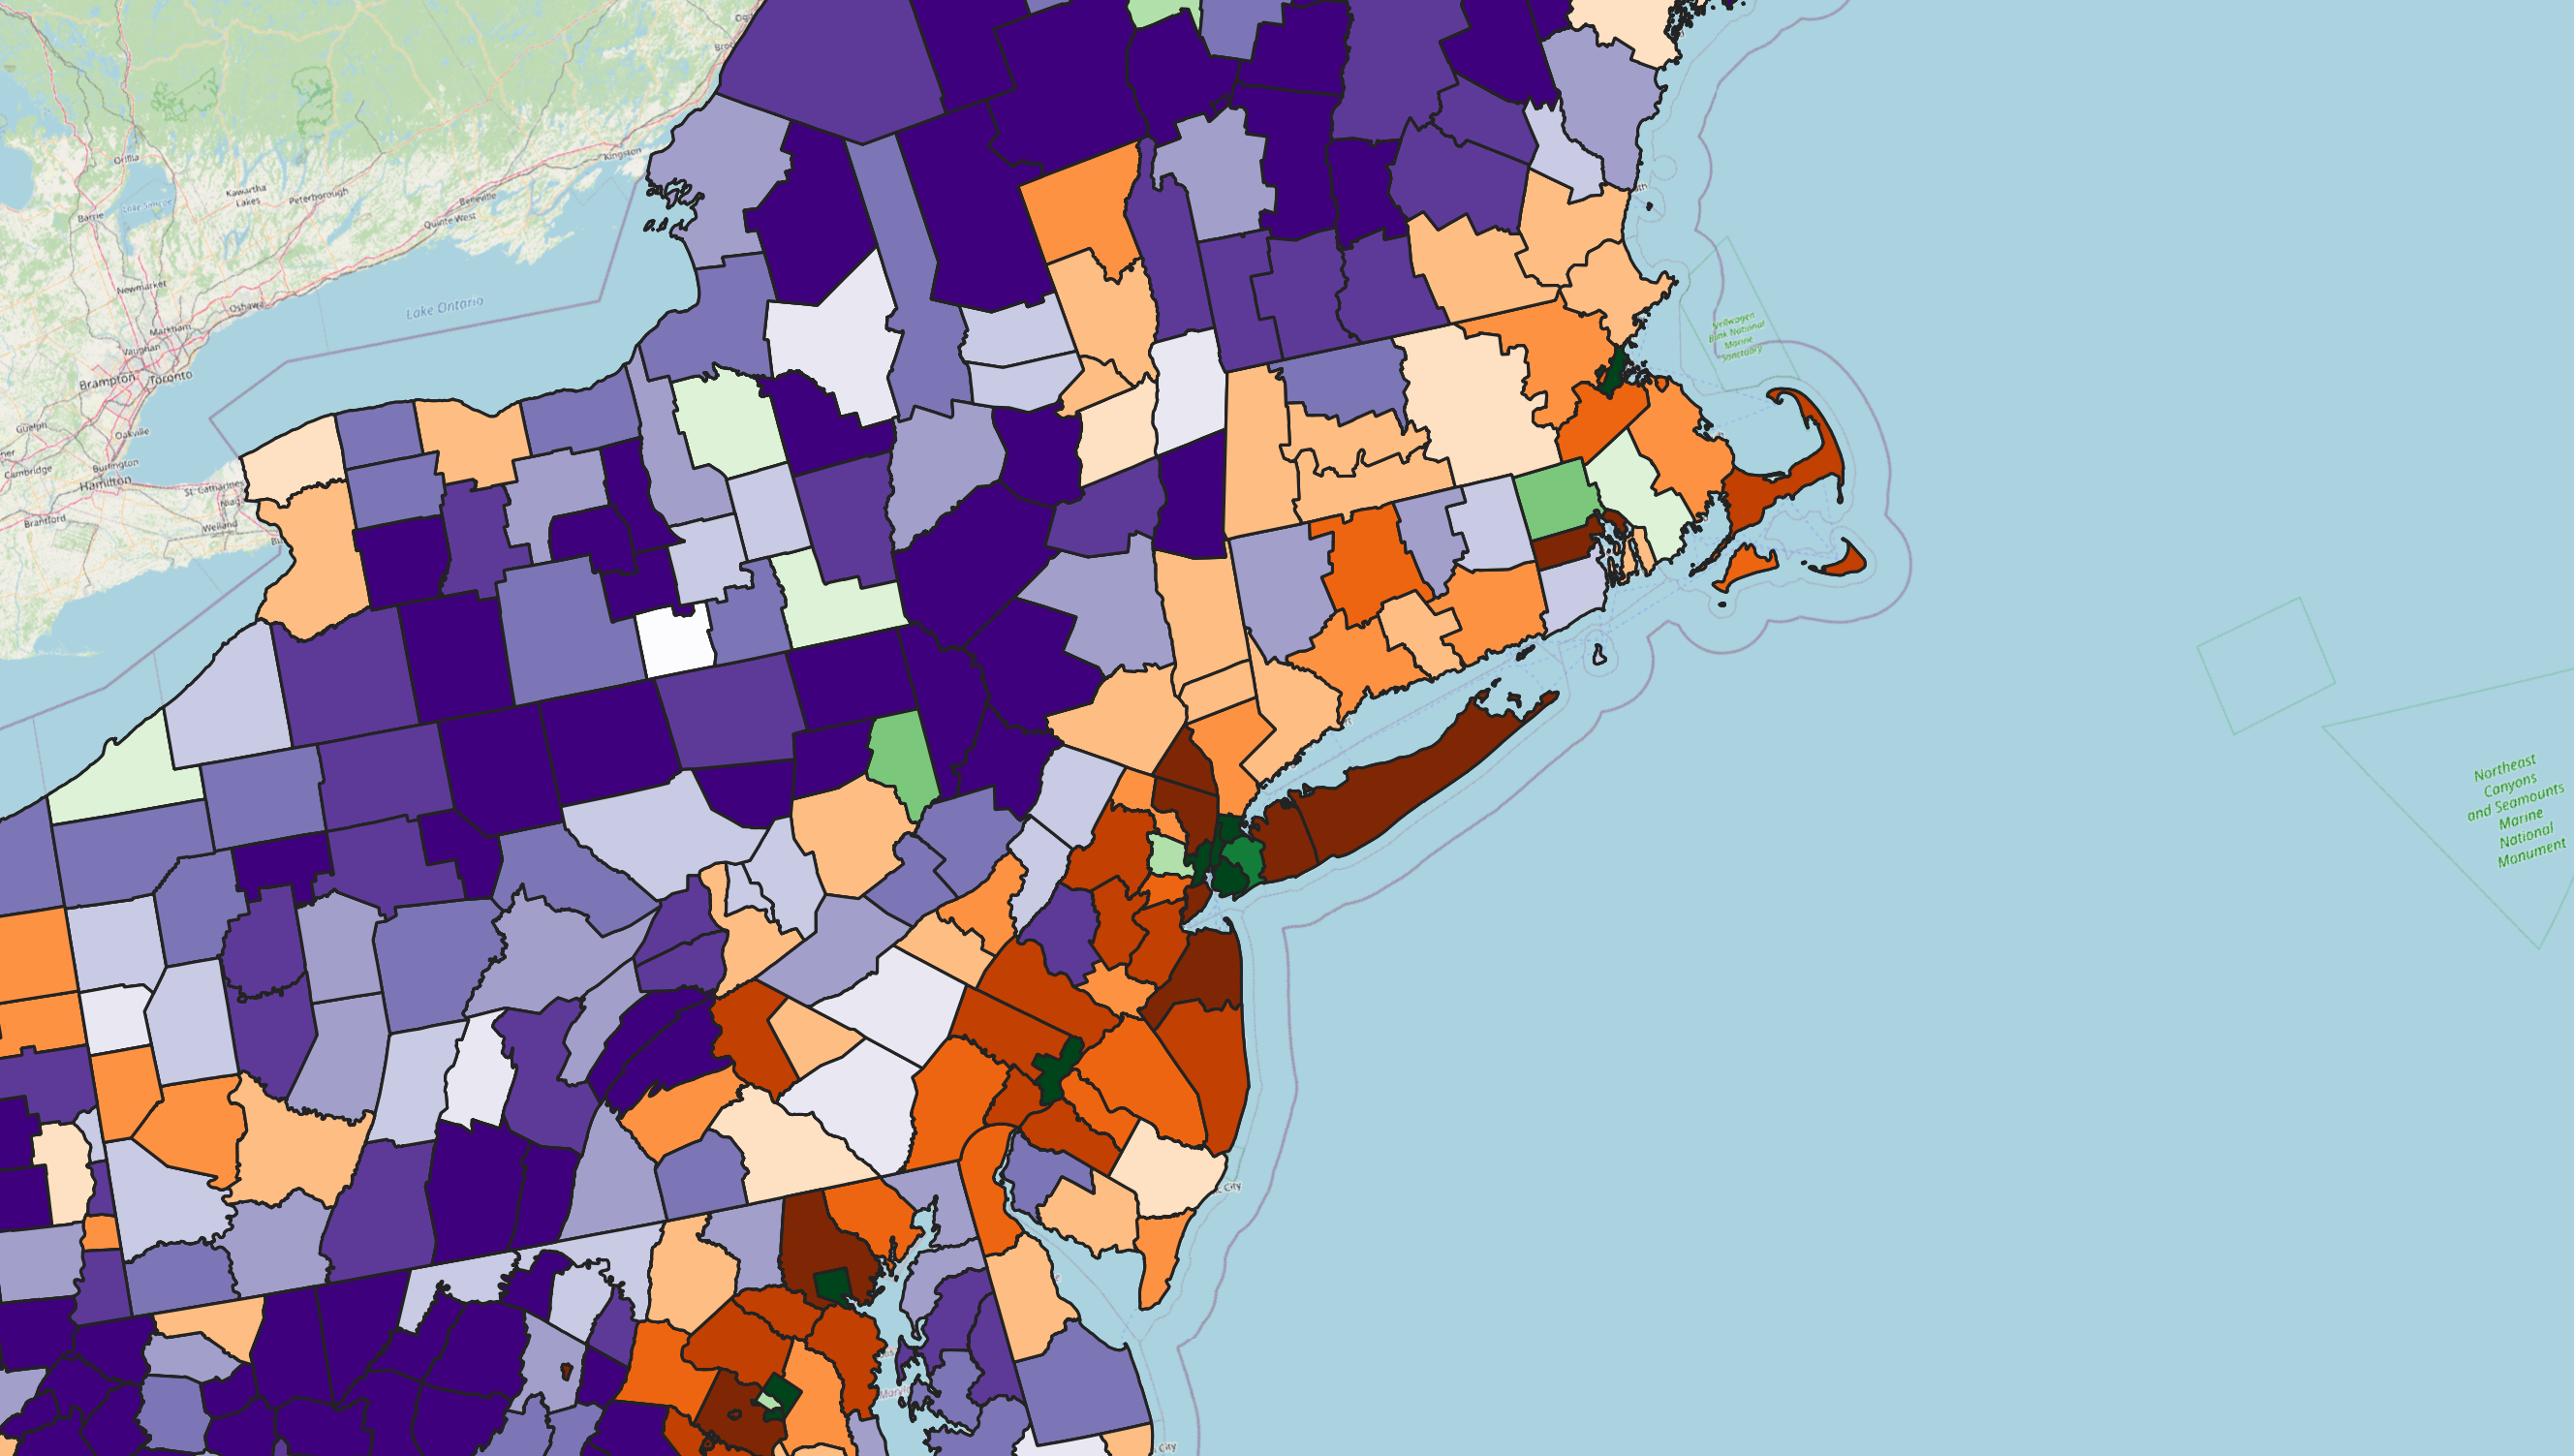 Orillia
Barrie
Lake Simcoe
Kawartha
Lakes
Peterborough
Kingston
Belleville
Quinte West
Newmarket
Oshawa
Markham
Vaughan
Brampton
Toronto
Lake Ontario
Guelph
Oakville
Cambridge
Burlington
Hamilton
Brantford
St. Catharines
Welland
Stellwagen
Bank National
Marine
Sanctuary
Northeast
Canyons
and Seamounts
Marine
National
Monument
City
City